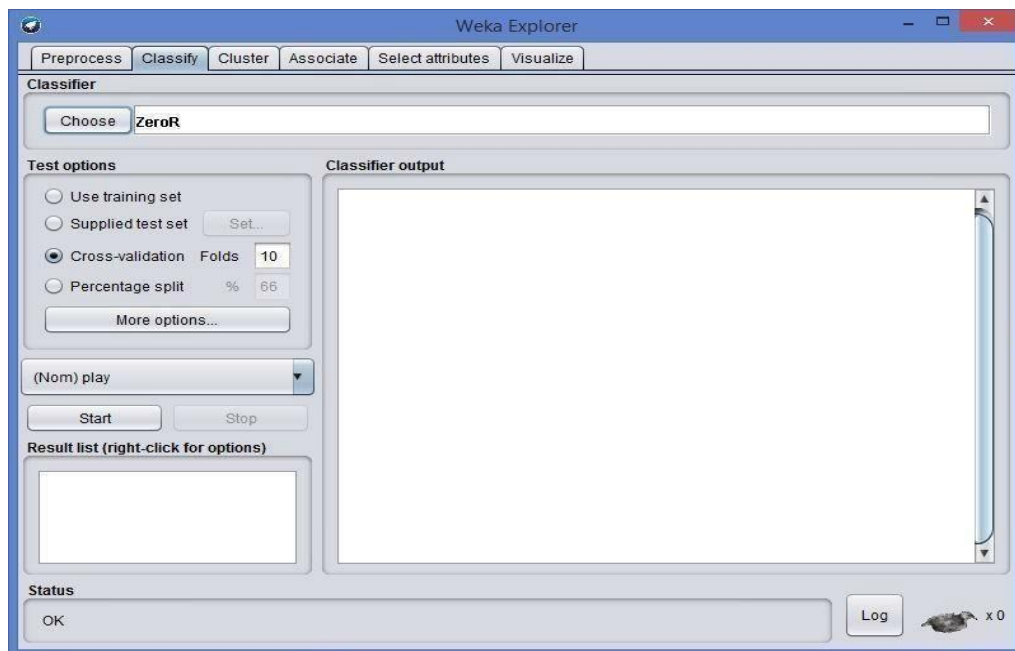 Weka Explorer
Preprocess Classify Cluster Associate Select attributes Visualize
Classifier
Choose ZeroR
Test options
Use training set
Supplied test set Set...
Cross-validation Folds 10
Percentage split % 66
More options...
(Nom) play
Start Stop
Result list (right-click for options)
Classifier output
Status
OK
Log
x 0